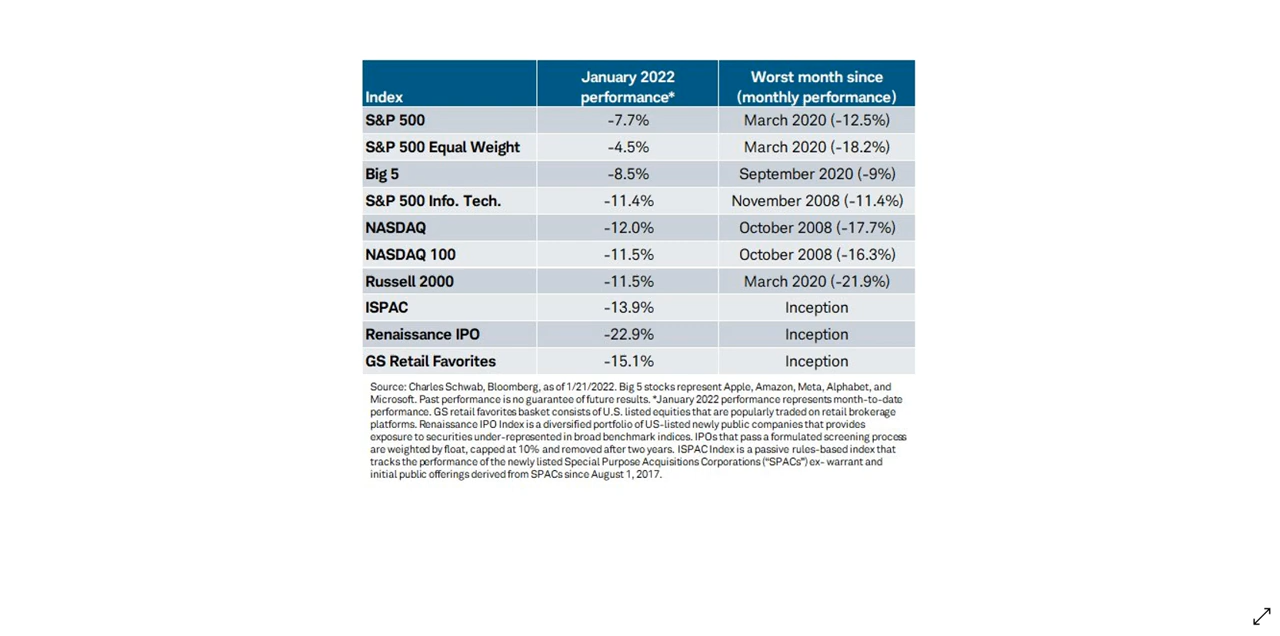 Index January 2022 performance* Worst month since (monthly performance)
S&P 500 -7.7% March 2020 (-12.5%)
S&P 500 Equal Weight -4.5% March 2020 (-18.2%)
Big 5 -8.5% September 2020 (-9%)
S&P 500 Info. Tech. -11.4% November 2008 (-11.4%)
NASDAQ -12.0% October 2008 (-17.7%)
NASDAQ 100 -11.5% October 2008 (-16.3%)
Russell 2000 -11.5% March 2020 (-21.9%)
ISPAC -13.9% Inception
Renaissance IPO -22.9% Inception
GS Retail Favorites -15.1% Inception
Source: Charles Schwab, Bloomberg, as of 1/21/2022. Big 5 stocks represent Apple, Amazon, Meta, Alphabet, and
Microsoft. Past performance is no guarantee of future results. *January 2022 performance represents month-to-date
performance. GS retail favorites basket consists of U.S. listed equities that are popularly traded on retail brokerage
platforms. Renaissance IPO Index is a diversified portfolio of US-listed newly public companies that provides
exposure to securities under-represented in broad benchmark indices. IPOs that pass a formulated screening process
are weighted by float, capped at 10% and removed after two years. ISPAC Index is a passive rules-based index that
tracks the performance of the newly listed Special Purpose Acquisitions Corporations ("SPACs") ex- warrant and
initial public offerings derived from SPACs since August 1, 2017.